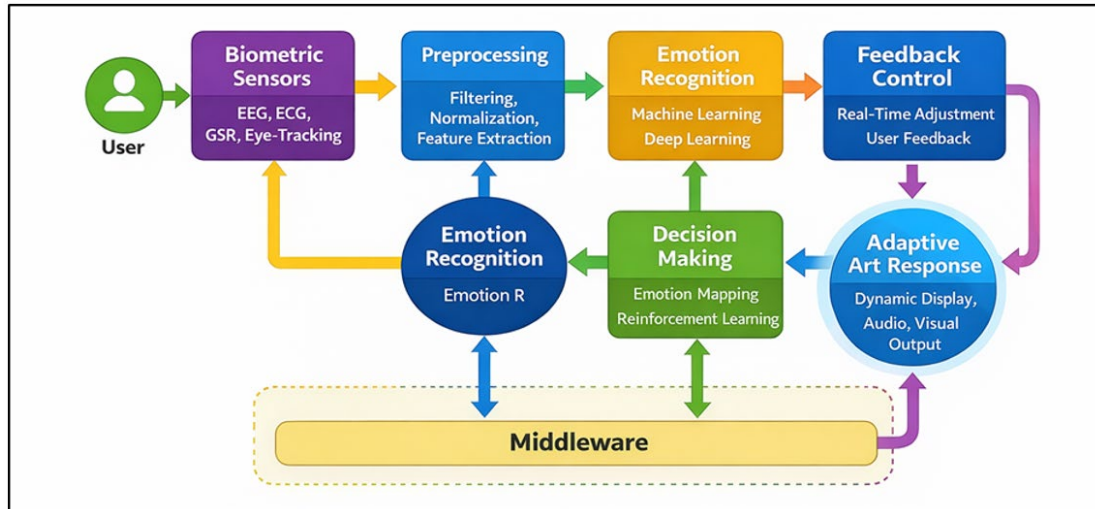 User
Biometric
Sensors
EEG, ECG,
GSR, Eye-Tracking
Preprocessing
Filtering,
Normalization,
Feature Extraction
Emotion
Recognition
Machine Learning
Deep Learning
Feedback
Control
Real-Time Adjustment
User Feedback
Emotion
Recognition
Emotion R
Decision
Making
Emotion Mapping
Reinforcement Learning
Adaptive
Art Response
Dynamic Display,
Audio, Visual
Output
Middleware